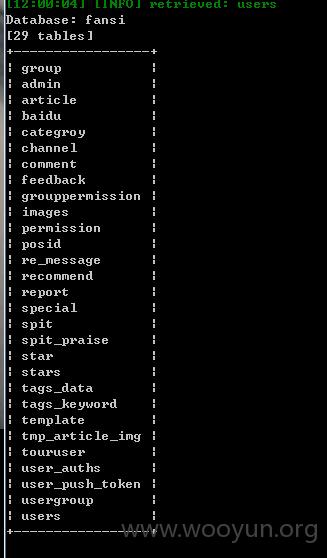 [12:00:04] [INFO] retrieved: users
Database: fansi
[29 tables]
+-----------------+
| group           |
| admin           |
| article         |
| baidu           |
| categroy        |
| channel         |
| comment         |
| feedback        |
| grouppermission |
| images          |
| permission      |
| posid           |
| re_message      |
| recommend       |
| report          |
| special         |
| spit            |
| spit_praise     |
| star            |
| stars           |
| tags_data       |
| tags_keyword    |
| template        |
| tmp_article_img |
| touruser        |
| user_auths      |
| user_push_token |
| usergroup       |
| users           |
+-----------------+
www.wooyun.org